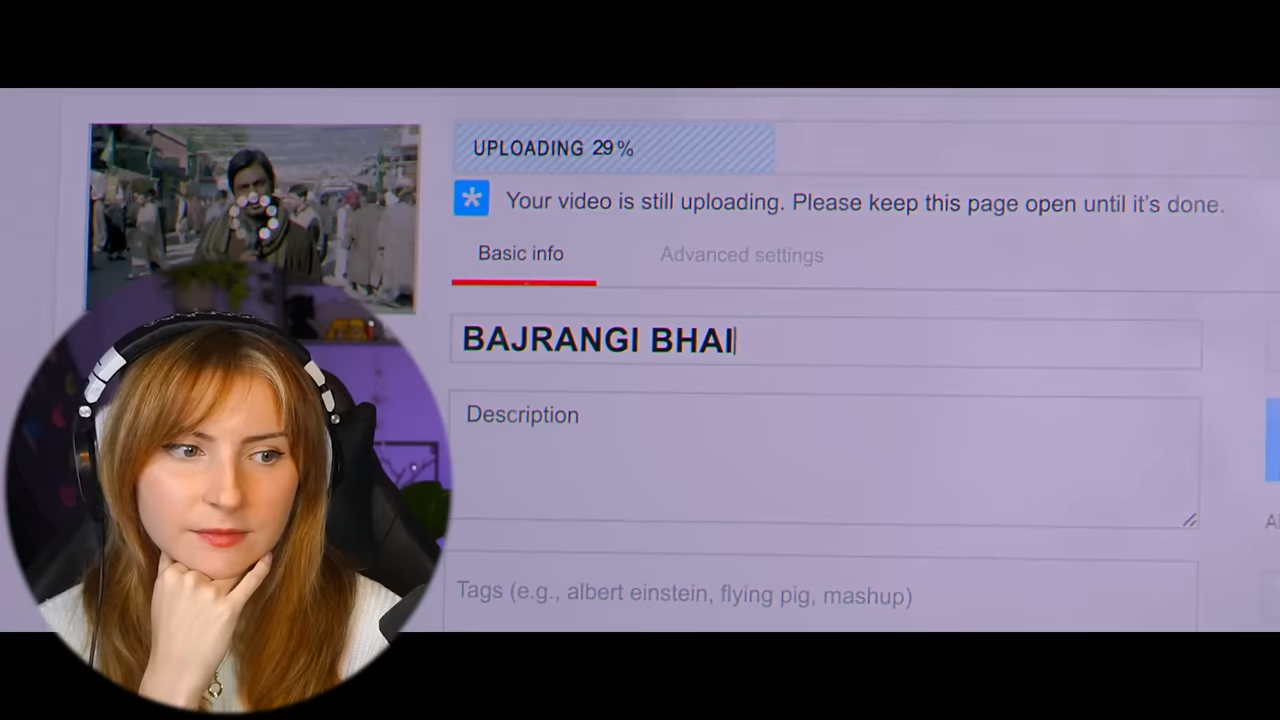 UPLOADING 29%
Your video is still uploading. Please keep this page open until it's done.
Basic info
Advanced settings
BAJRANGI BHAI
Description
Tags (e.g., albert einstein, flying pig, mashup)